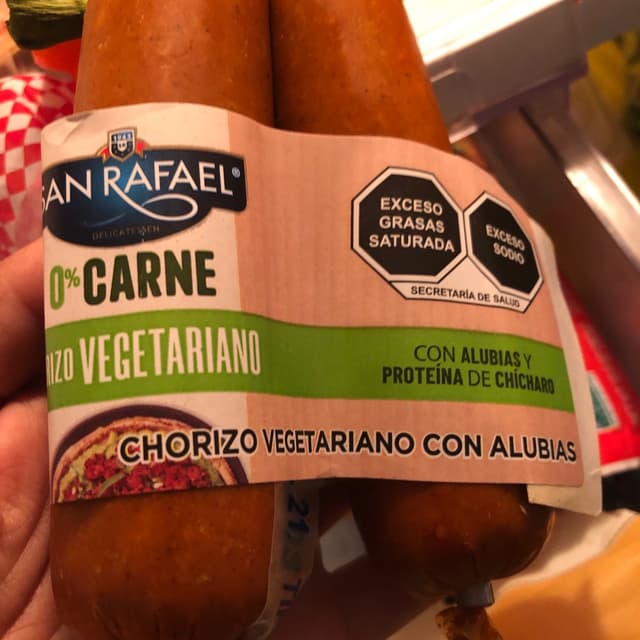 SAN RAFAEL®
DELICATESSEN
0% CARNE
VEGETARIANO
EXCESO
GRASAS
SATURADA
EXCESO
SODIO
SECRETARÍA DE SALUD
CON ALUBIAS Y
PROTEÍNA DE CHÍCHARO
CHORIZO VEGETARIANO CON ALUBIAS